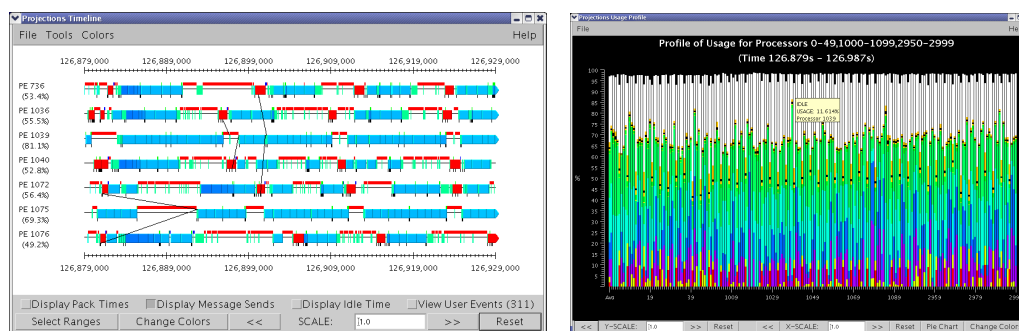 Projections Timeline
File Tools Colors Help
126,879,000 126,889,000 126,899,000 126,909,000 126,919,000 126,929,000
PE 736
(53.4%)
PE 1036
(55.5%)
PE 1039
(81.1%)
PE 1040
(52.8%)
PE 1072
(56.4%)
PE 1075
(69.3%)
PE 1076
(49.2%)
126,879,000 126,889,000 126,899,000 126,909,000 126,919,000 126,929,000
Display Pack Times Display Message Sends Display Idle Time View User Events (311)
Select Ranges Change Colors << SCALE: 1.0 >> Reset
Projections Usage Profile
File He
Profile of Usage for Processors 0-49,1000-1099,2950-2999
(Time 126.879s - 126.987s)
100
95
90
85
80
75
70
65
60
55
50
45
40
35
30
25
20
15
10
5
IDLE
USAGE 11.614%
Processor 1039
Avg 19 39 1009 1029 1049 1069 1089 2959 2979 299
<< Y-SCALE: 1.0 >> Reset << X-SCALE: 1.0 >> Reset Pie Chart Change Color